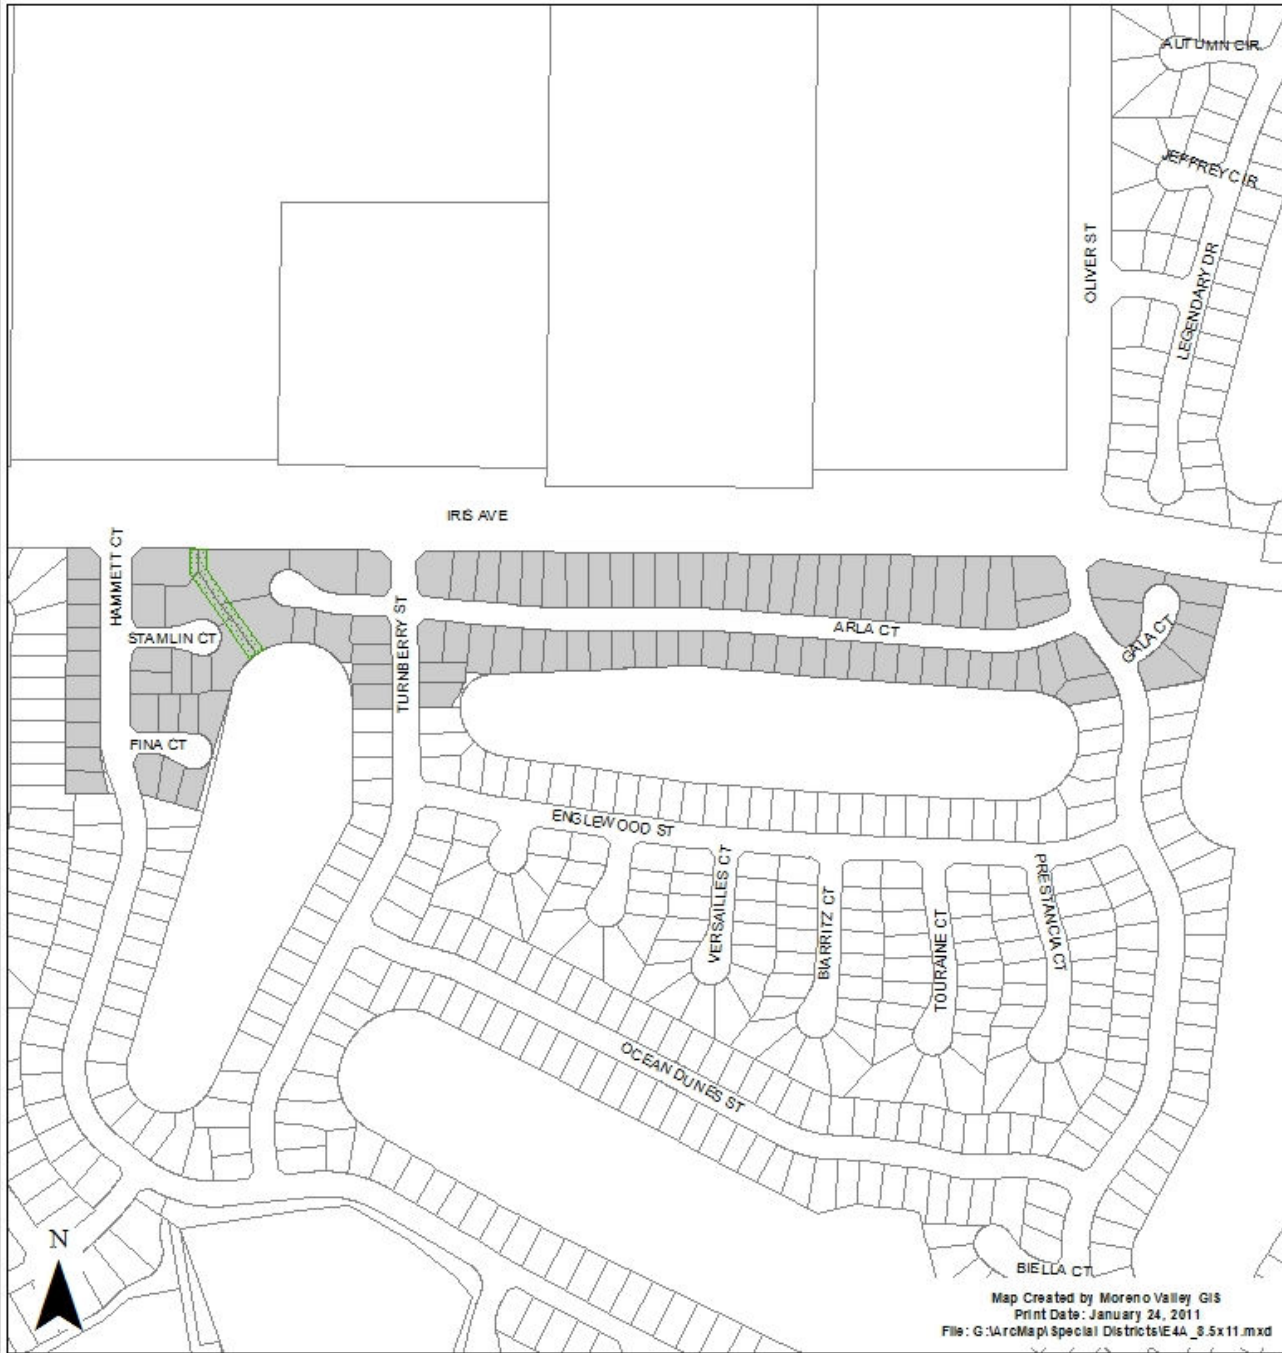 AUTUMN CIR
JEFFREY CIR
OLIVER ST
LEGENDARY DR
IRIS AVE
HAMMETT CT
STAMLIN CT
TURNBERRY ST
ARLA CT
GALA CT
FINA CT
ENGLEWOOD ST
VERSAILLES CT
BIARRITZ CT
TOURAINE CT
PRESTANCIA CT
OCEAN DUNES ST
N
BIELLA CT
Map Created by Moreno Valley GIS
Print Date: January 24, 2011
File: G:\ArcMap\Special Districts\E4A_8.5x11.mxd